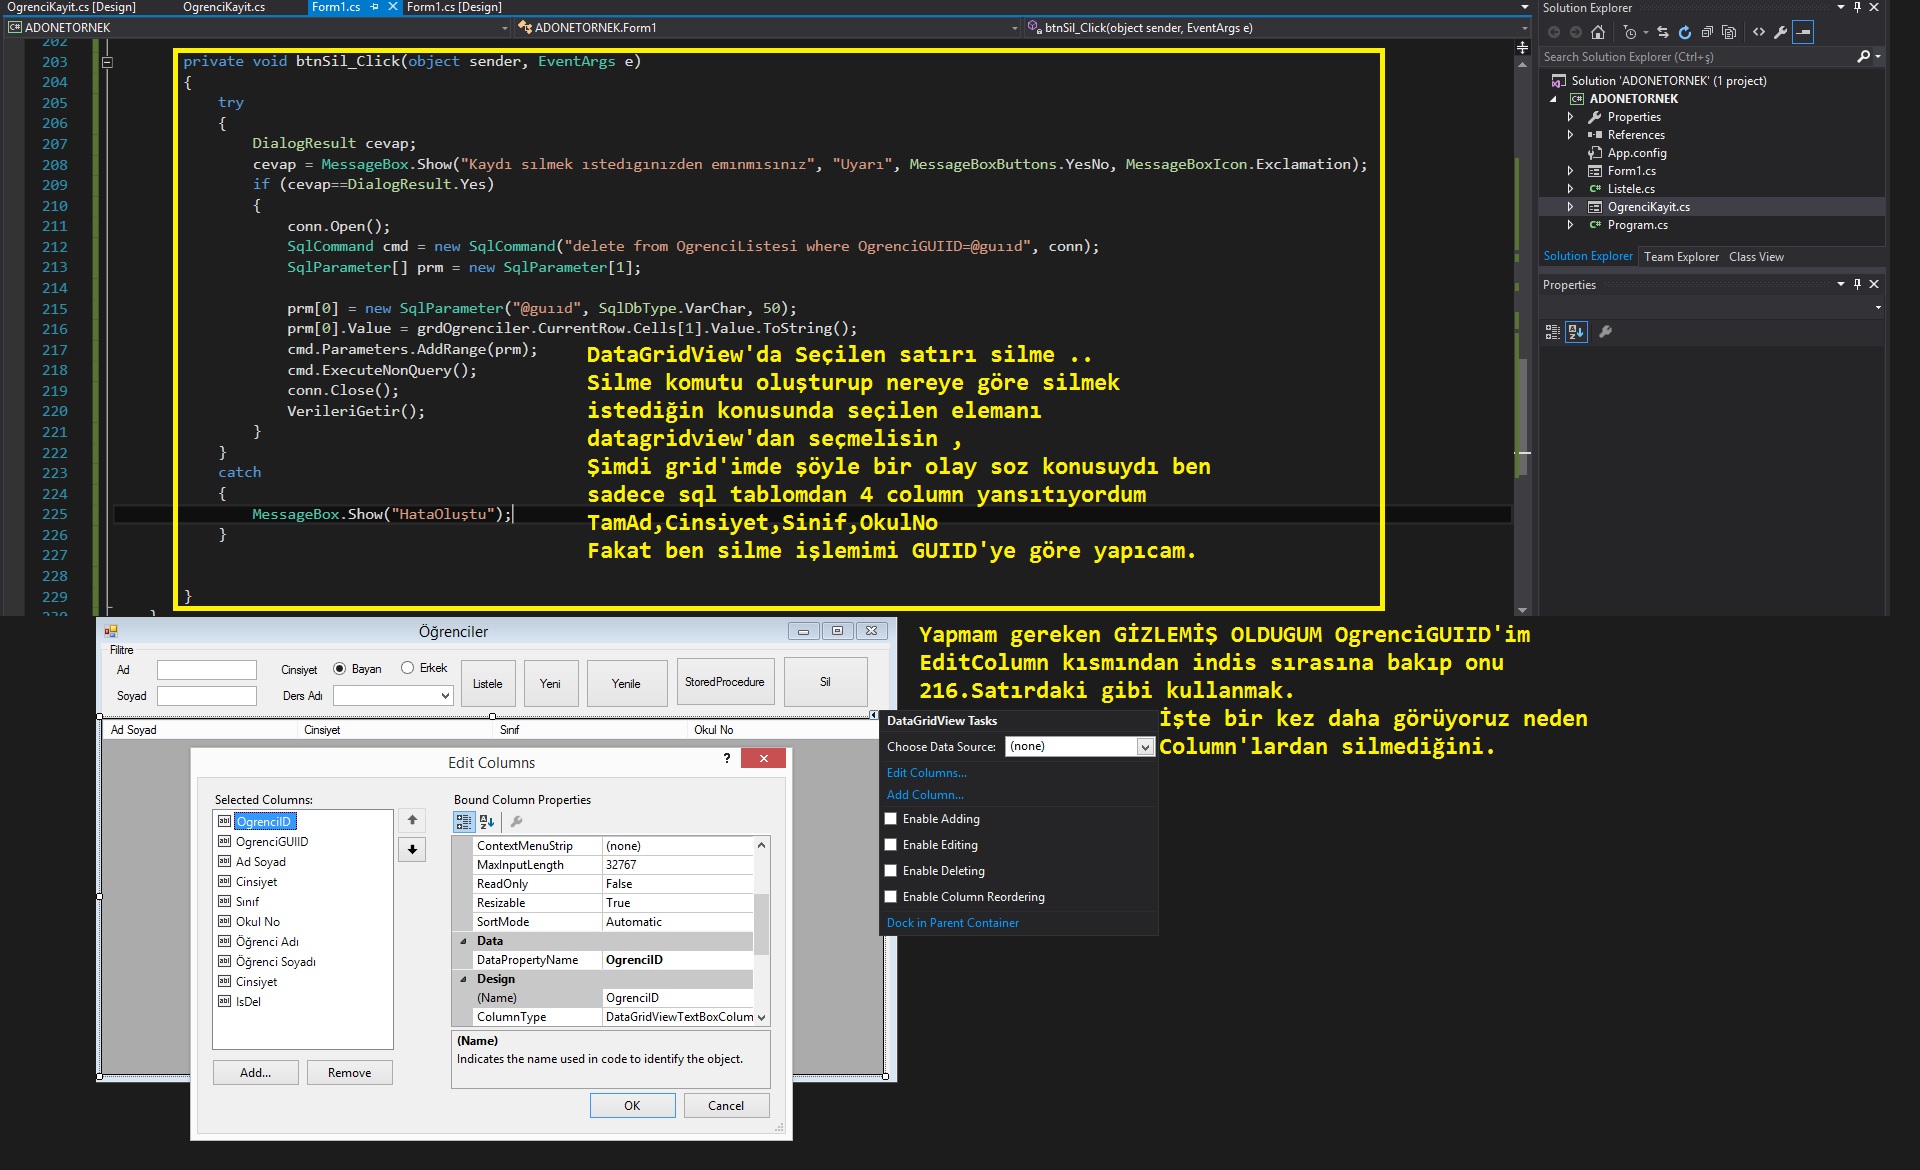 OgrenciKayit.cs [Design]
OgrenciKayit.cs
Form1.cs
Form1.cs [Design]
ADONETORNEK
ADONETORNEK.Form1
btnSil_Click(object sender, EventArgs e)
202
203 private void btnSil_Click(object sender, EventArgs e)
204 {
205 try
206 {
207 DialogResult cevap;
208 cevap = MessageBox.Show("Kaydı sılmek ıstedıgınızden emınmısınız", "Uyarı", MessageBoxButtons.YesNo, MessageBoxIcon.Exclamation);
209 if (cevap==DialogResult.Yes)
210 {
211 conn.Open();
212 SqlCommand cmd = new SqlCommand("delete from OgrenciListesi where OgrenciGUIID=@guııd", conn);
213 SqlParameter[] prm = new SqlParameter[1];
214
215 prm[0] = new SqlParameter("@guııd", SqlDbType.VarChar, 50);
216 prm[0].Value = grdOgrenciler.CurrentRow.Cells[1].Value.ToString();
217 cmd.Parameters.AddRange(prm);
218 cmd.ExecuteNonQuery();
219 conn.Close();
220 VerileriGetir();
221 }
222 }
223 catch
224 {
225 MessageBox.Show("HataOluştu");
226 }
227
228
229 }
230 }
DataGridView'da Seçilen satırı silme ..
Silme komutu oluşturup nereye göre silmek
istediğin konusunda seçilen elemanı
datagridview'dan seçmelisin ,
Şimdi grid'imde şöyle bir olay soz konusuydı ben
sadece sql tablomdan 4 column yansıtıyordum
TamAd,Cinsiyet,Sinif,OkulNo
Fakat ben silme işlemimi GUIID'ye göre yapıcam.
Solution Explorer
Search Solution Explorer (Ctrl+ş)
Solution 'ADONETORNEK' (1 project)
ADONETORNEK
Properties
References
App.config
Form1.cs
Listele.cs
OgrenciKayit.cs
Program.cs
Solution Explorer Team Explorer Class View
Properties
Öğrenciler
Filitre
Ad
Cinsiyet Bayan Erkek
Soyad
Ders Adı
Listele
Yeni
Yenile
StoredProcedure
Sil
Ad Soyad Cinsiyet Sınıf Okul No
Yapmam gereken GİZLEMİŞ OLDUGUM OgrenciGUIID'im
EditColumn kısmından indis sırasına bakıp onu
216.Satırdaki gibi kullanmak.
İşte bir kez daha görüyoruz neden
Column'lardan silmediğini.
DataGridView Tasks
Choose Data Source: (none)
Edit Columns...
Add Column...
Enable Adding
Enable Editing
Enable Deleting
Enable Column Reordering
Dock in Parent Container
Edit Columns
?
Selected Columns:
OgrenciID
OgrenciGUIID
Ad Soyad
Cinsiyet
Sınıf
Okul No
Öğrenci Adı
Öğrenci Soyadı
Cinsiyet
IsDel
Add...
Remove
Bound Column Properties
ContextMenuStrip (none)
MaxInputLength 32767
ReadOnly False
Resizable True
SortMode Automatic
Data
DataPropertyName OgrenciID
Design
(Name) OgrenciID
ColumnType DataGridViewTextBoxColum
(Name)
Indicates the name used in code to identify the object.
OK
Cancel